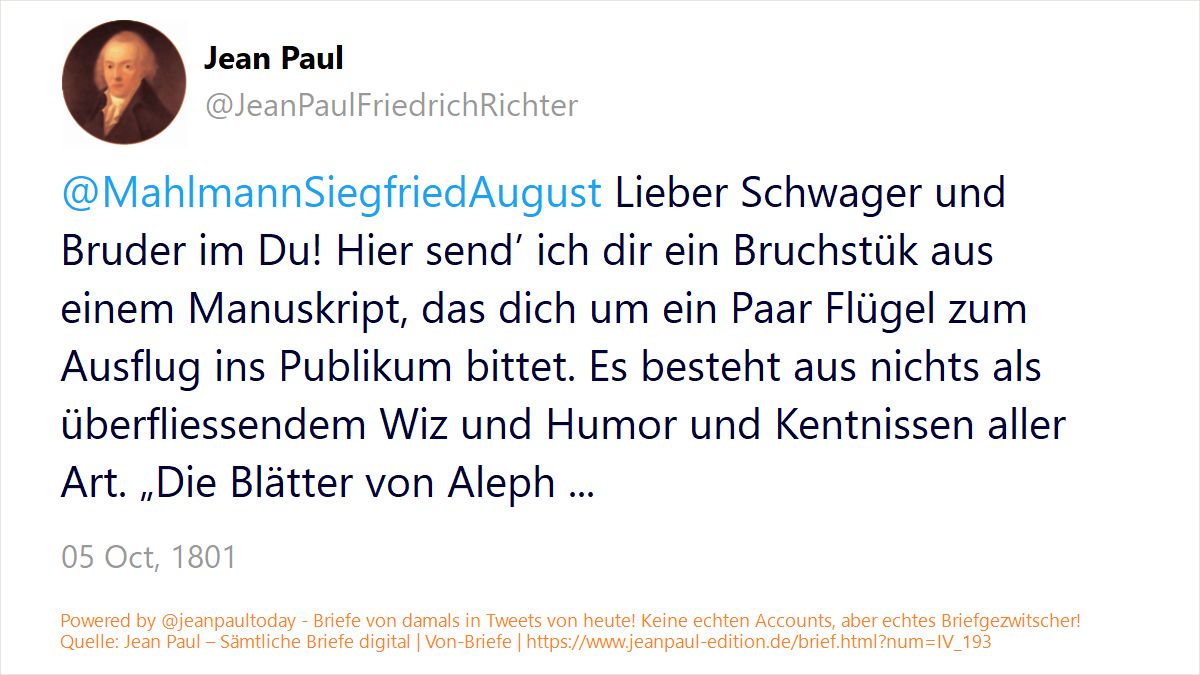 Jean Paul
@JeanPaulFriedrichRichter
@MahlmannSiegfriedAugust Lieber Schwager und
Bruder im Du! Hier send’ ich dir ein Bruchstük aus
einem Manuskript, das dich um ein Paar Flügel zum
Ausflug ins Publikum bittet. Es besteht aus nichts als
überfliessendem Wiz und Humor und Kentnissen aller
Art. „Die Blätter von Aleph ...
05 Oct, 1801
Powered by @jeanpaultoday - Briefe von damals in Tweets von heute! Keine echten Accounts, aber echtes Briefgezwitscher!
Quelle: Jean Paul – Sämtliche Briefe digital | Von-Briefe | https://www.jeanpaul-edition.de/brief.html?num=IV_193